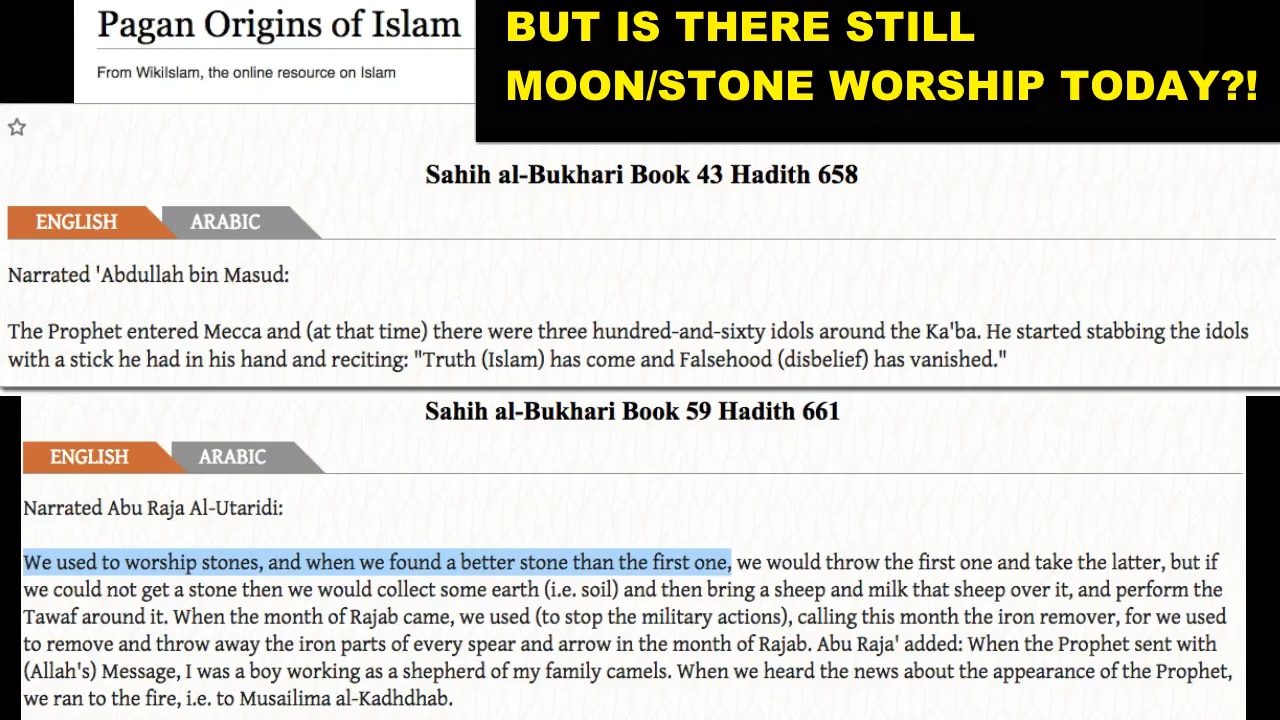 Pagan Origins of Islam
From WikiIslam, the online resource on Islam
BUT IS THERE STILL
MOON/STONE WORSHIP TODAY?!
Sahih al-Bukhari Book 43 Hadith 658
ENGLISH ARABIC
Narrated 'Abdullah bin Masud:
The Prophet entered Mecca and (at that time) there were three hundred-and-sixty idols around the Ka'ba. He started stabbing the idols
with a stick he had in his hand and reciting: "Truth (Islam) has come and Falsehood (disbelief) has vanished."
Sahih al-Bukhari Book 59 Hadith 661
ENGLISH ARABIC
Narrated Abu Raja Al-Utaridi:
We used to worship stones, and when we found a better stone than the first one, we would throw the first one and take the latter, but if
we could not get a stone then we would collect some earth (i.e. soil) and then bring a sheep and milk that sheep over it, and perform the
Tawaf around it. When the month of Rajab came, we used (to stop the military actions), calling this month the iron remover, for we used
to remove and throw away the iron parts of every spear and arrow in the month of Rajab. Abu Raja' added: When the Prophet sent with
(Allah's) Message, I was a boy working as a shepherd of my family camels. When we heard the news about the appearance of the Prophet,
we ran to the fire, i.e. to Musailima al-Kadhdhab.